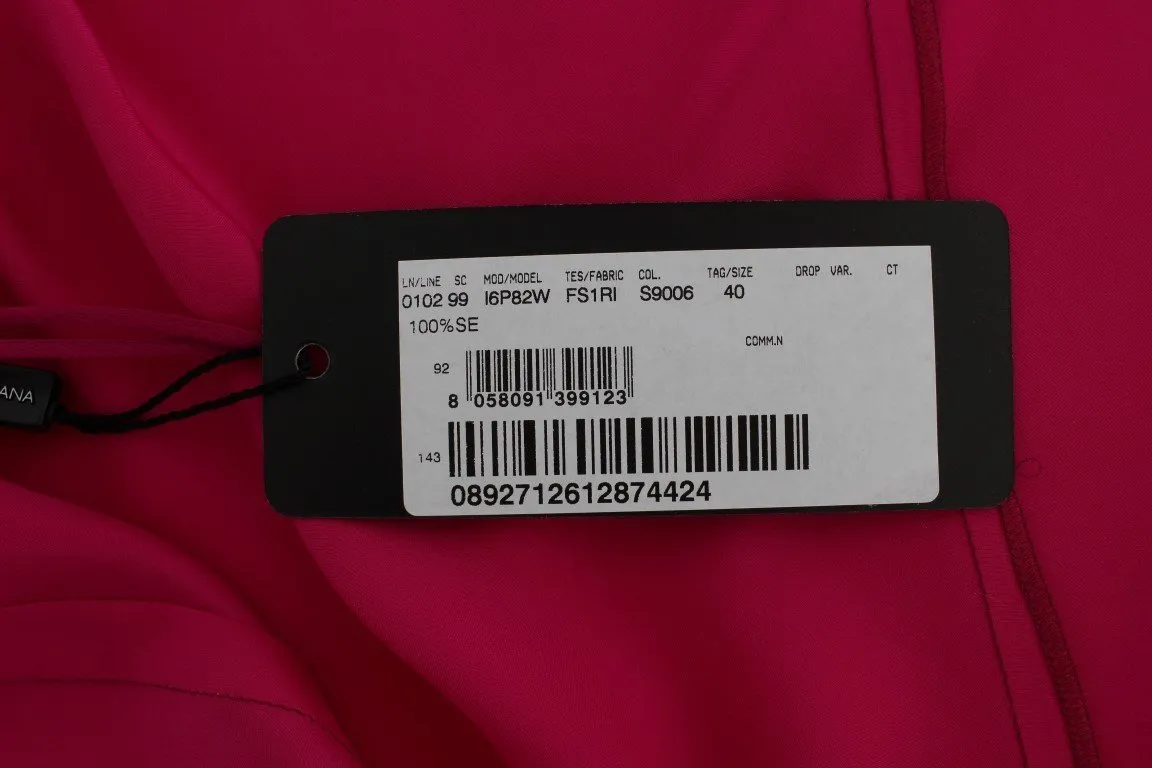 LN/LINE SC MOD/MODEL TES/FABRIC COL. TAG/SIZE DROP VAR. CT
0102 99 I6P82W FS1RI S9006 40
100%SE
COMM.N
92
8 058091 399123
143
0892712612874424
ANA